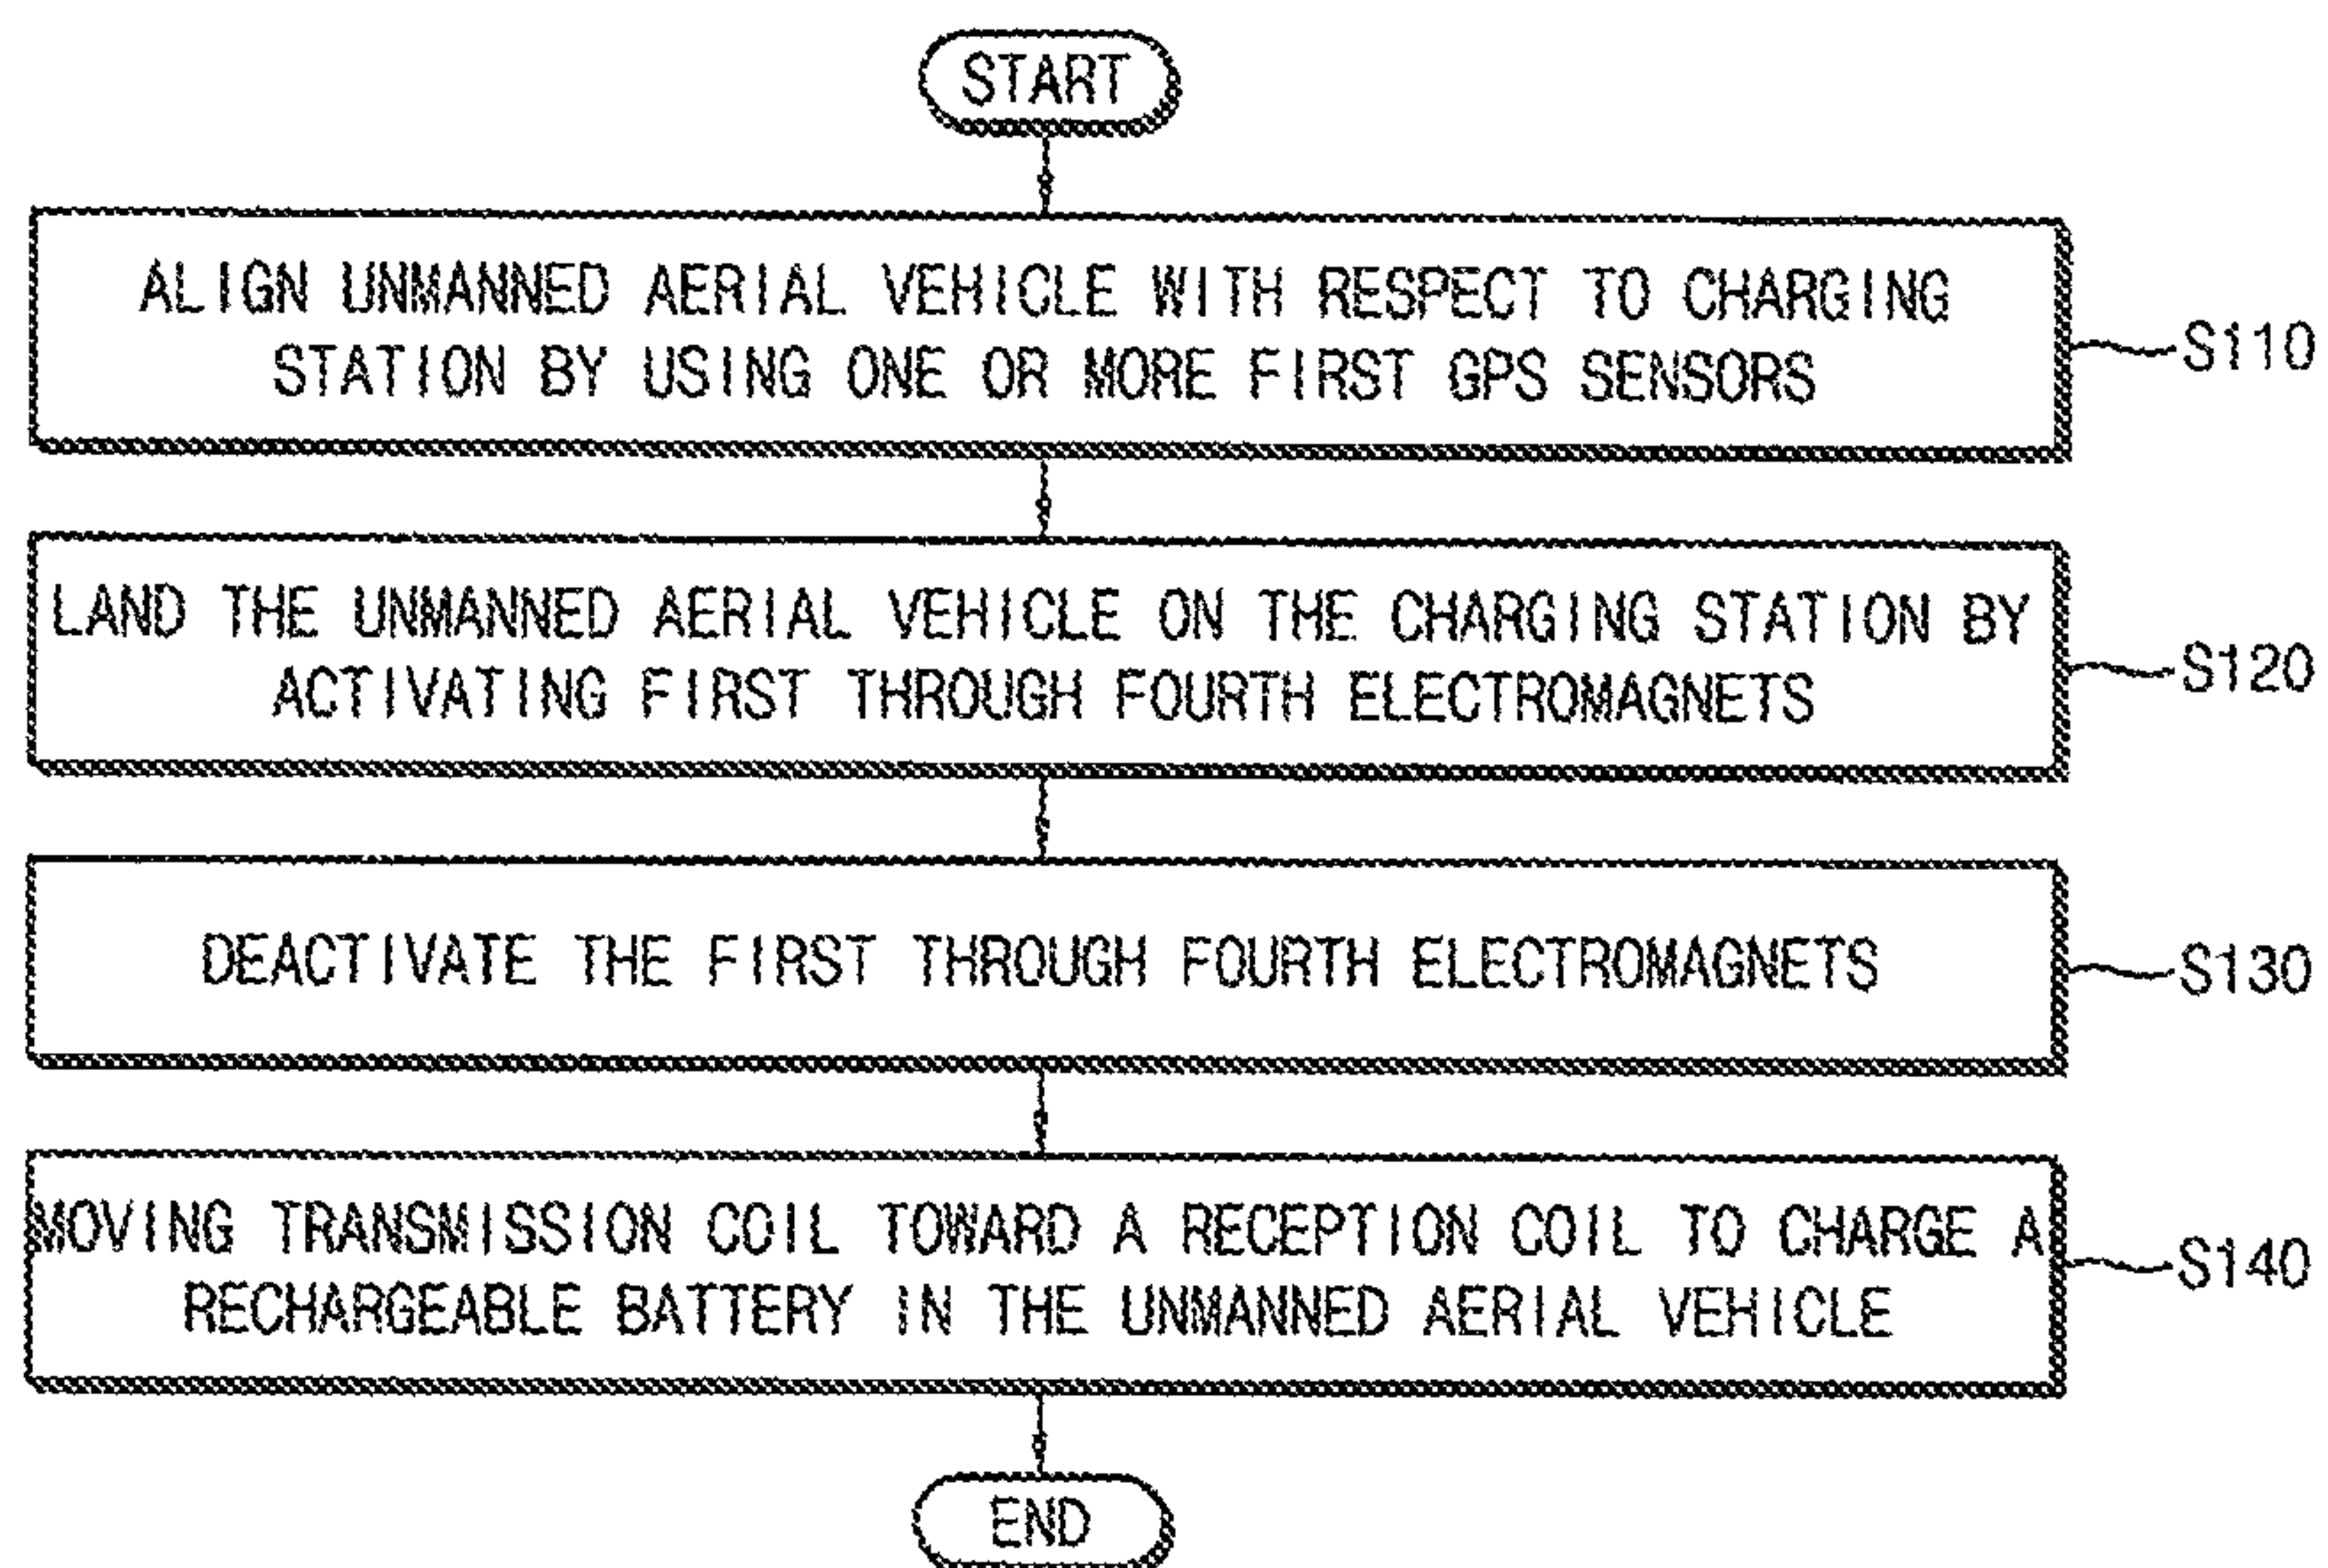 START
ALIGN UNMANNED AERIAL VEHICLE WITH RESPECT TO CHARGING
STATION BY USING ONE OR MORE FIRST GPS SENSORS
S110
LAND THE UNMANNED AERIAL VEHICLE ON THE CHARGING STATION BY
ACTIVATING FIRST THROUGH FOURTH ELECTROMAGNETS
S120
DEACTIVATE THE FIRST THROUGH FOURTH ELECTROMAGNETS
S130
MOVING TRANSMISSION COIL TOWARD A RECEPTION COIL TO CHARGE A
RECHARGEABLE BATTERY IN THE UNMANNED AERIAL VEHICLE
S140
END